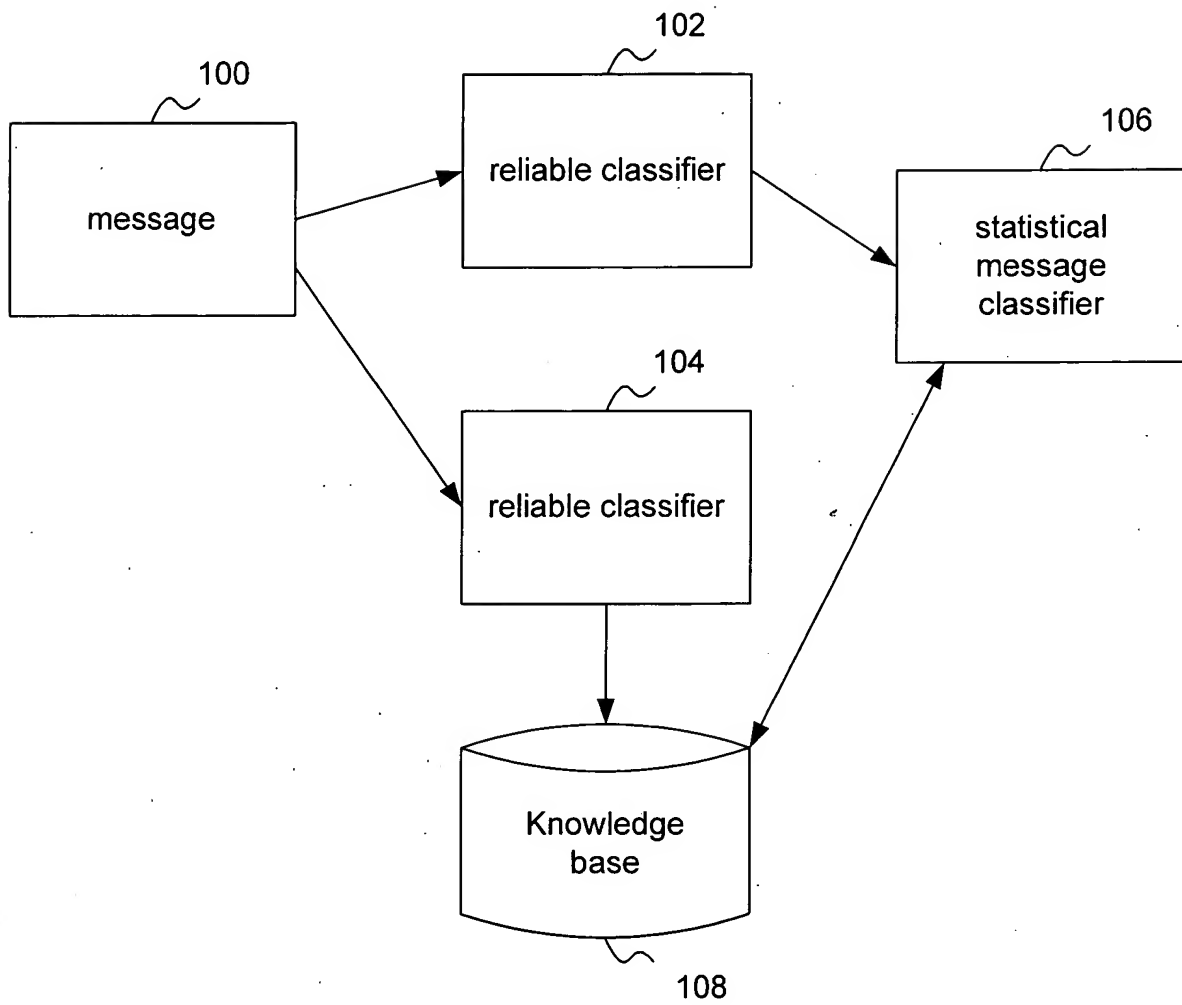 100
message
102
reliable classifier
106
statistical
message
classifier
104
reliable classifier
Knowledge
base
108